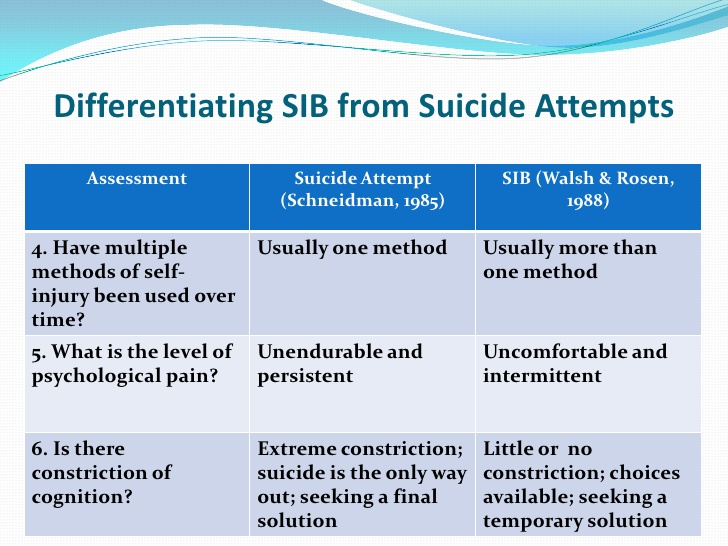 Differentiating SIB from Suicide Attempts
Assessment
Suicide Attempt
(Schneidman, 1985)
SIB (Walsh & Rosen,
1988)
4. Have multiple
methods of self-
injury been used over
time?
Usually one method
Usually more than
one method
5. What is the level of
psychological pain?
Unendurable and
persistent
Uncomfortable and
intermittent
6. Is there
constriction of
cognition?
Extreme constriction;
suicide is the only way
out; seeking a final
solution
Little or  no
constriction; choices
available; seeking a
temporary solution